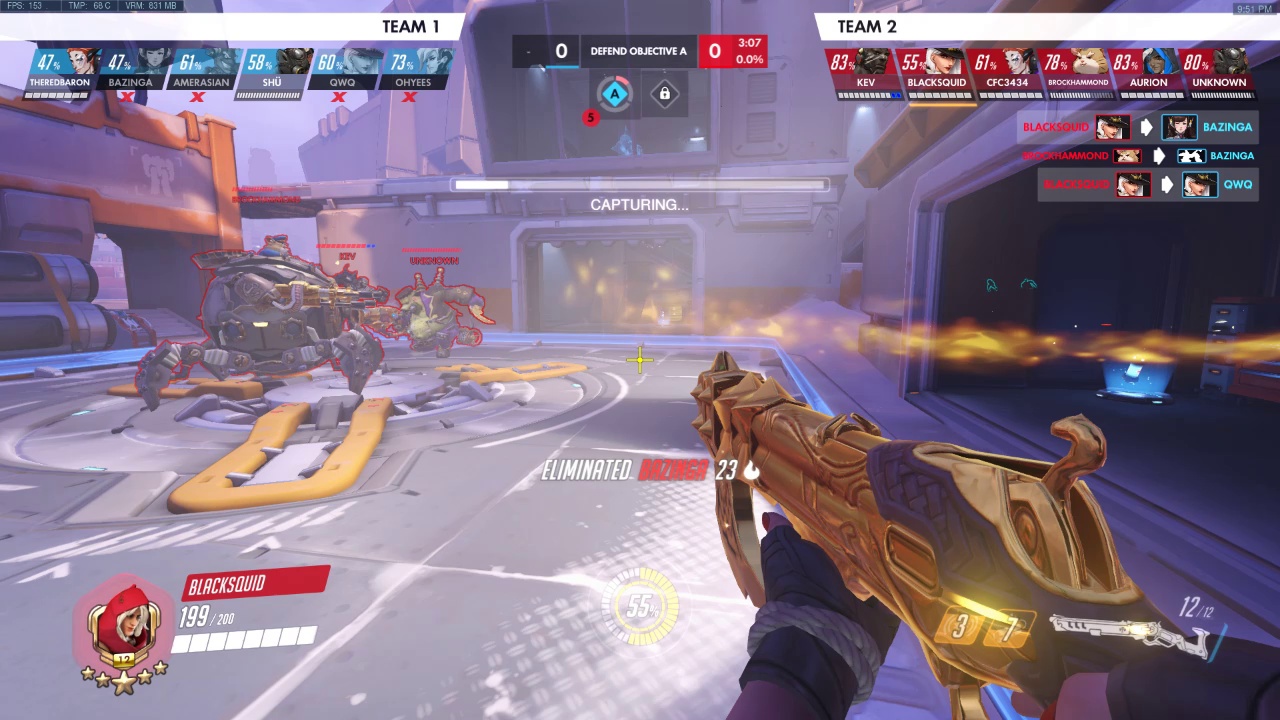 FPS: 153 TMP: 68 C VRM: 831 MB
9:51 PM
TEAM 1
TEAM 2
47% 47% 61% 58% 60% 73%
THEREDBARON BAZINGA AMERASIAN SHÜ QWQ OHYEES
- 0 DEFEND OBJECTIVE A 0 3:07 0.0%
83% 55% 61% 78% 83% 80%
KEV BLACKSQUID CFC3434 BROCKHAMMOND AURION UNKNOWN
A
5
BLACKSQUID BAZINGA
BROCKHAMMOND BAZINGA
BLACKSQUID QWQ
CAPTURING...
KEV
UNKNOWN
ELIMINATED BAZINGA 23
BLACKSQUID
199 / 200
12
55%
3 7
12/12